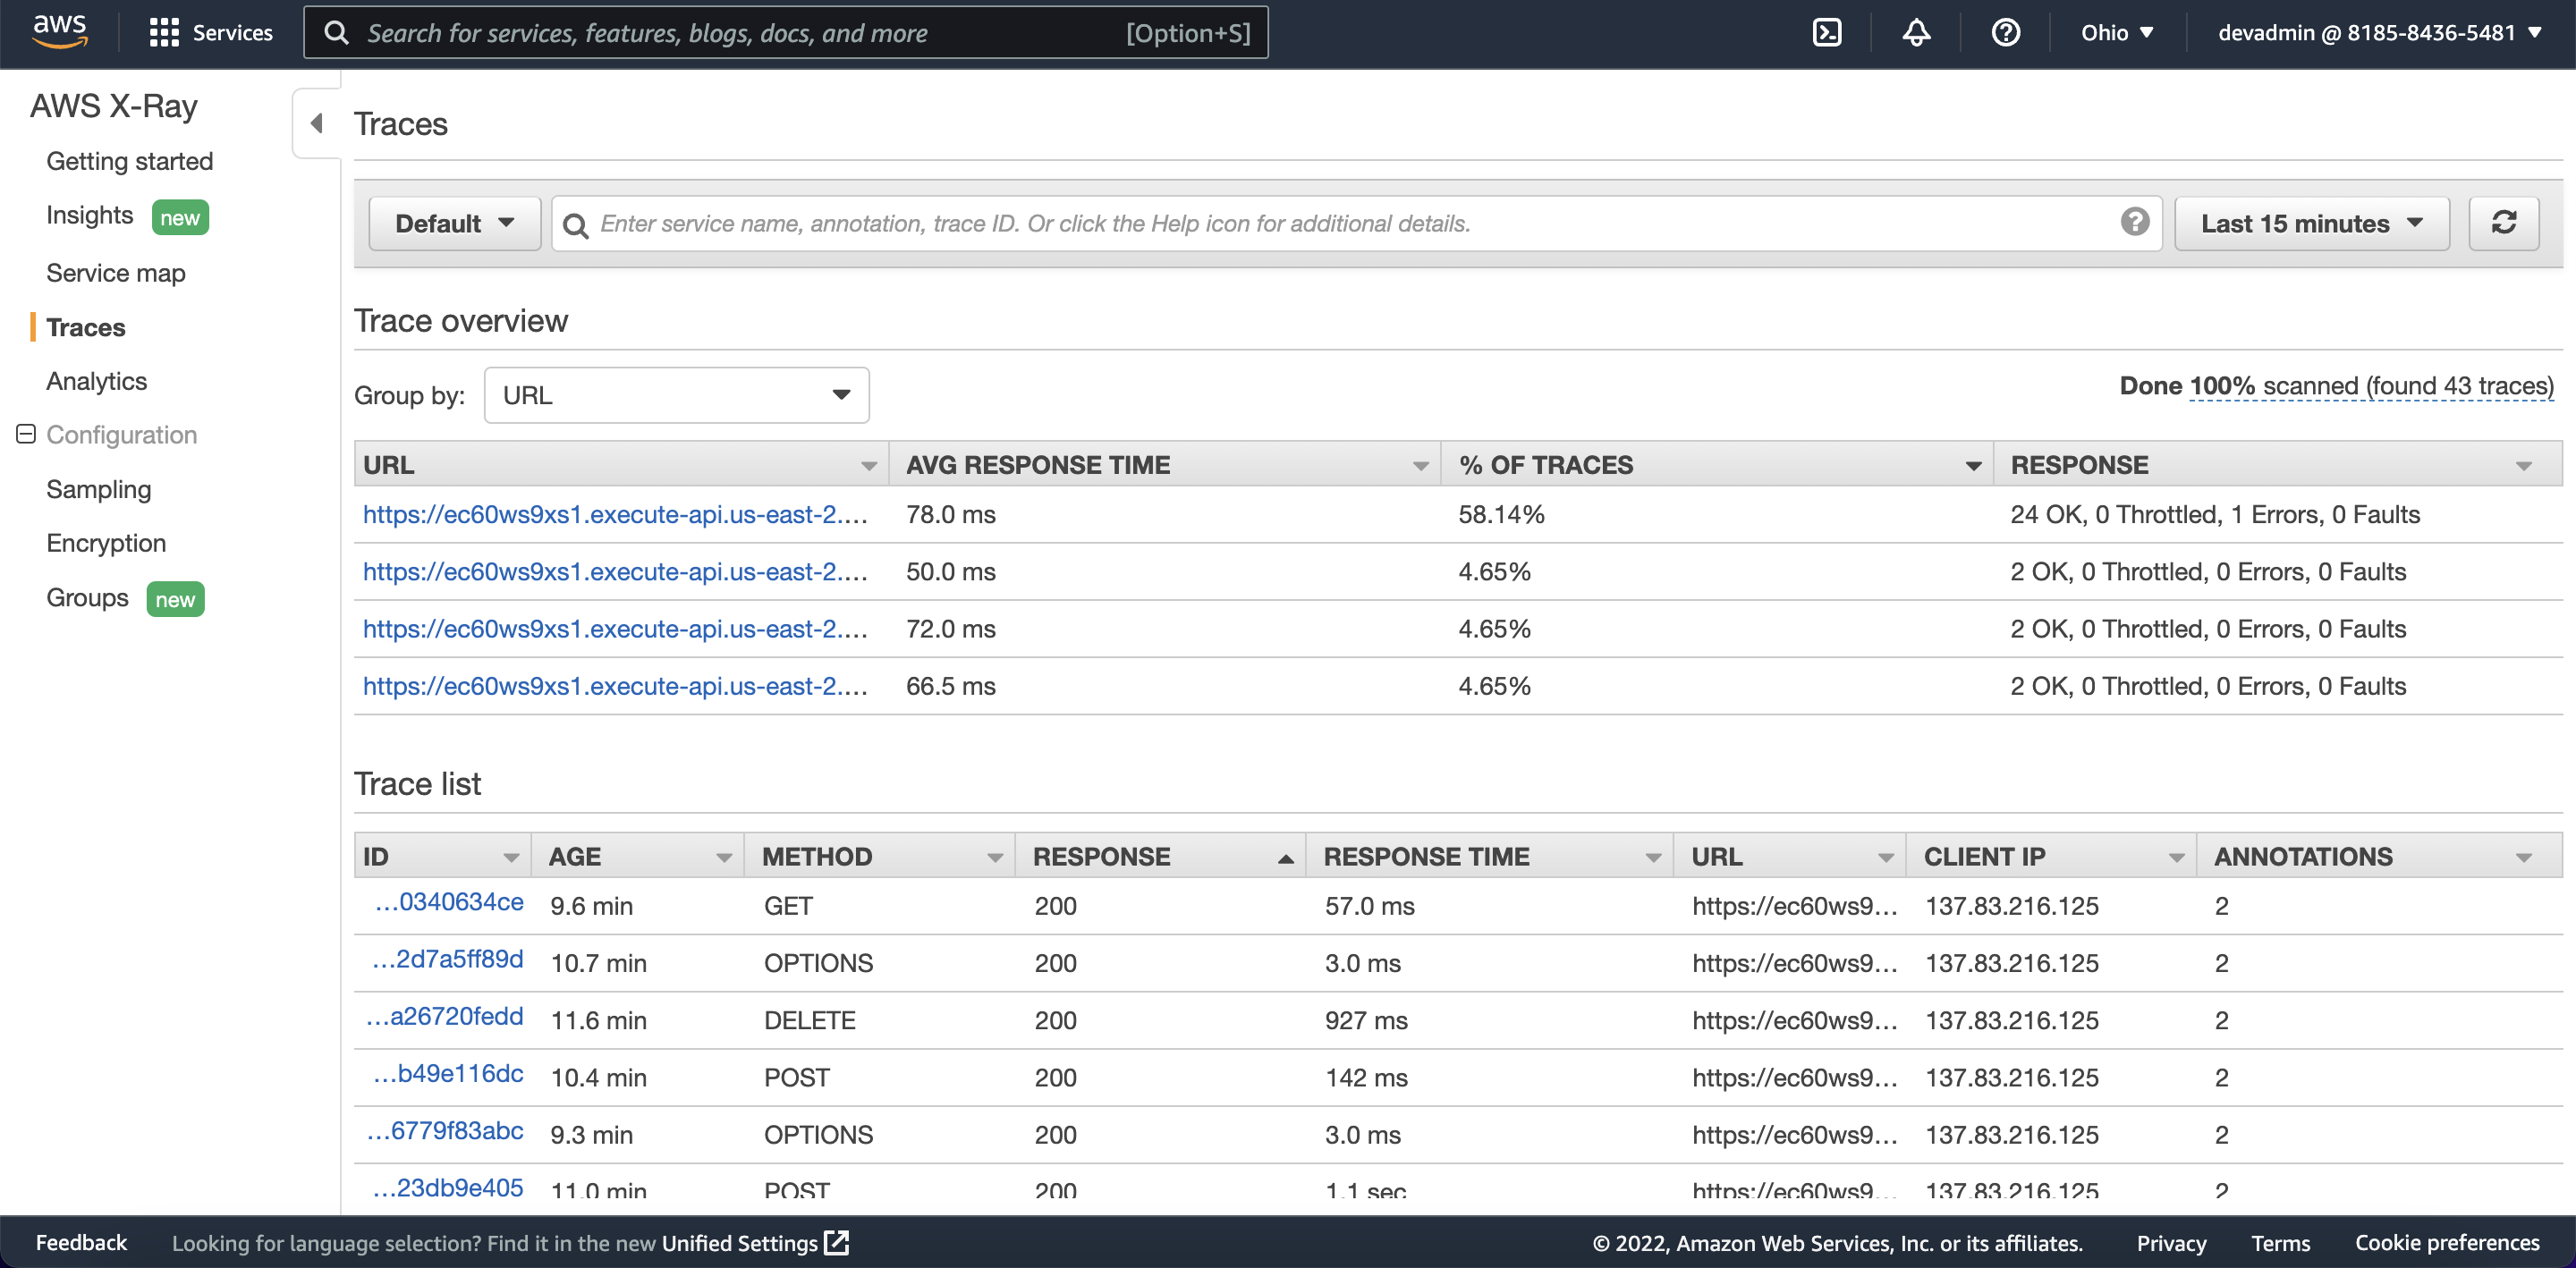 aws Services Search for services, features, blogs, docs, and more [Option+S] Ohio devadmin @ 8185-8436-5481
AWS X-Ray
Getting started
Insights new
Service map
Traces
Analytics
Configuration
Sampling
Encryption
Groups new
Traces
Default Enter service name, annotation, trace ID. Or click the Help icon for additional details. Last 15 minutes
Trace overview
Group by: URL Done 100% scanned (found 43 traces)
URL AVG RESPONSE TIME % OF TRACES RESPONSE
https://ec60ws9xs1.execute-api.us-east-2.... 78.0 ms 58.14% 24 OK, 0 Throttled, 1 Errors, 0 Faults
https://ec60ws9xs1.execute-api.us-east-2.... 50.0 ms 4.65% 2 OK, 0 Throttled, 0 Errors, 0 Faults
https://ec60ws9xs1.execute-api.us-east-2.... 72.0 ms 4.65% 2 OK, 0 Throttled, 0 Errors, 0 Faults
https://ec60ws9xs1.execute-api.us-east-2.... 66.5 ms 4.65% 2 OK, 0 Throttled, 0 Errors, 0 Faults
Trace list
ID AGE METHOD RESPONSE RESPONSE TIME URL CLIENT IP ANNOTATIONS
...0340634ce 9.6 min GET 200 57.0 ms https://ec60ws9... 137.83.216.125 2
...2d7a5ff89d 10.7 min OPTIONS 200 3.0 ms https://ec60ws9... 137.83.216.125 2
...a26720fedd 11.6 min DELETE 200 927 ms https://ec60ws9... 137.83.216.125 2
...b49e116dc 10.4 min POST 200 142 ms https://ec60ws9... 137.83.216.125 2
...6779f83abc 9.3 min OPTIONS 200 3.0 ms https://ec60ws9... 137.83.216.125 2
...23db9e405 11.0 min POST 200 1.1 sec https://ec60ws9... 137.83.216.125 2
Feedback Looking for language selection? Find it in the new Unified Settings © 2022, Amazon Web Services, Inc. or its affiliates. Privacy Terms Cookie preferences